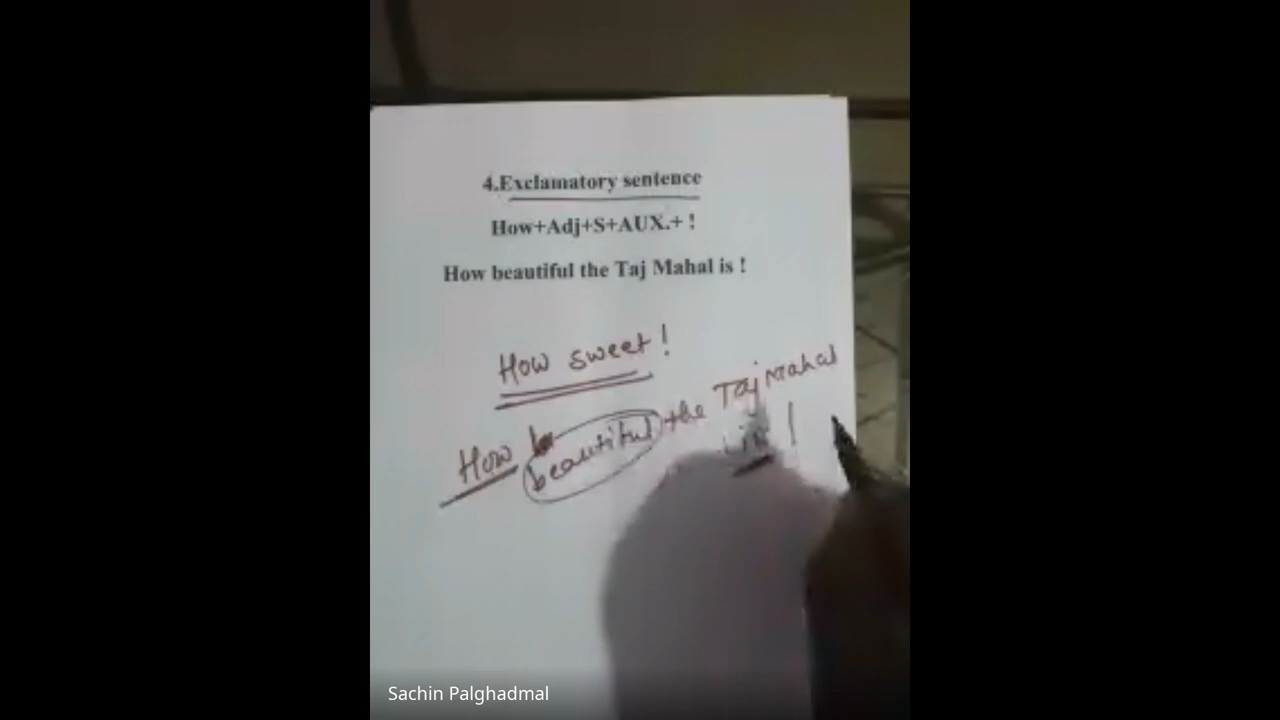 4.Exclamatory sentence
How+Adj+S+AUX.+ !
How beautiful the Taj Mahal is !
How sweet !
How beautiful the Taj Mahal
is !
Sachin Palghadmal